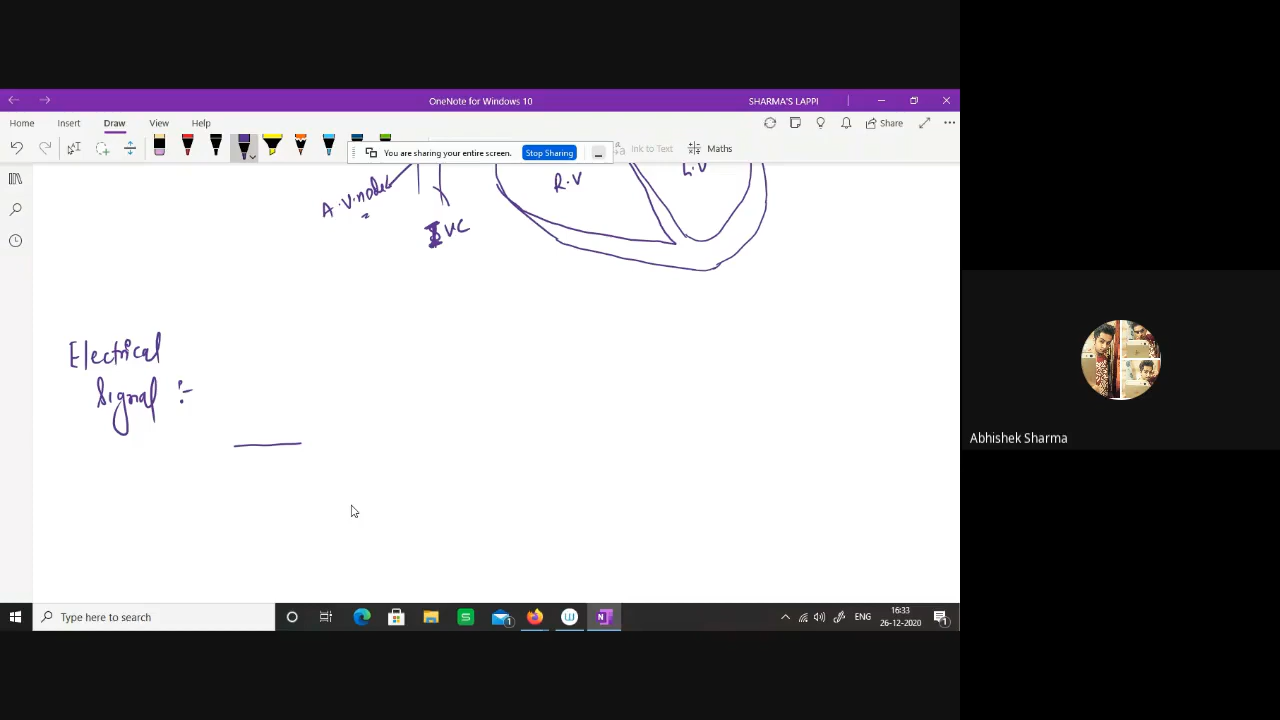 OneNote for Windows 10
SHARMA'S LAPPI
Home Insert Draw View Help
Share
You are sharing your entire screen. Stop Sharing
Ink to Text
Maths
A.V.node
R.V
L.V
IVC
Electrical
Signal :-
Abhishek Sharma
Type here to search
ENG
16:33
26-12-2020